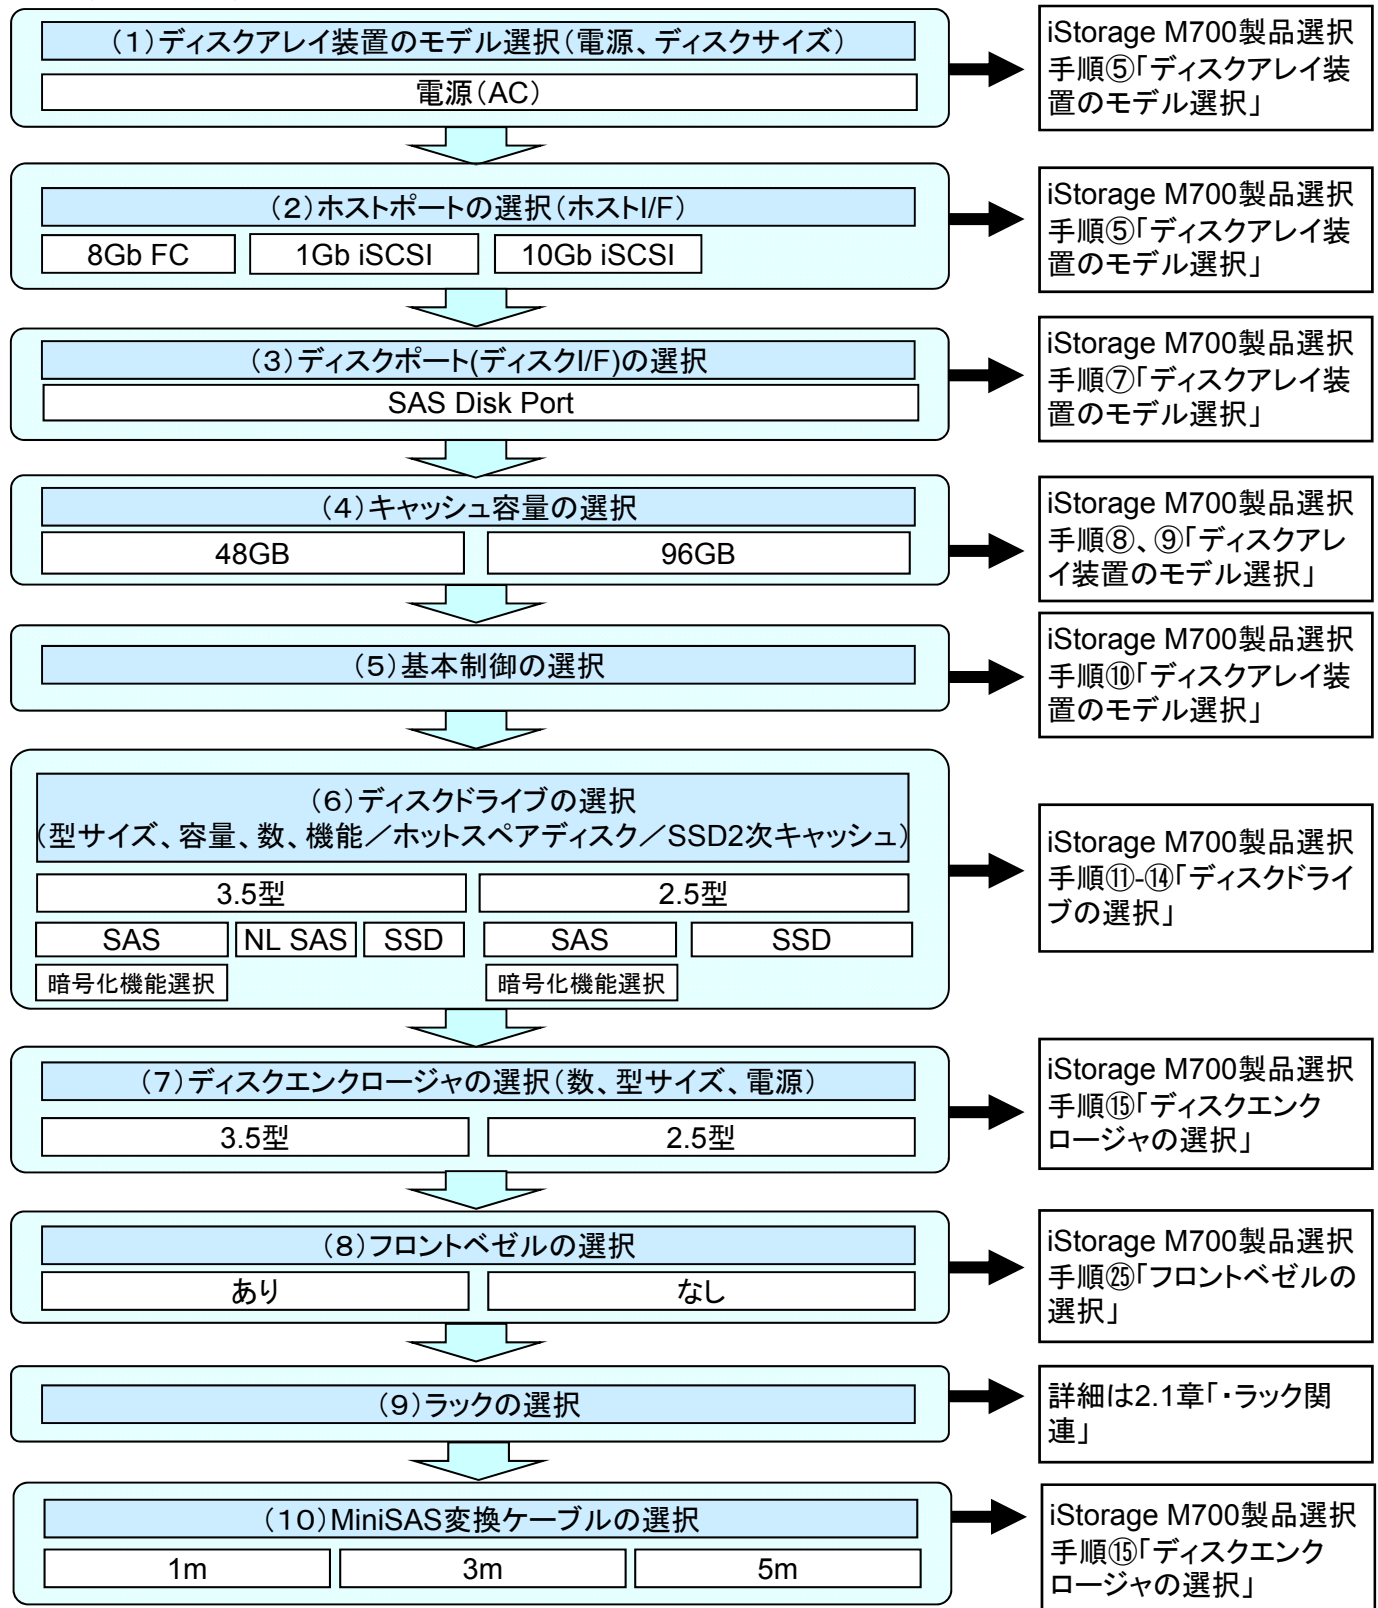 （１）ディスクアレイ装置のモデル選択（電源、ディスクサイズ）
電源（AC）
iStorage M700製品選択
手順⑤「ディスクアレイ装
置のモデル選択」
（２）ホストポートの選択（ホストI/F）
8Gb FC
1Gb iSCSI
10Gb iSCSI
iStorage M700製品選択
手順⑤「ディスクアレイ装
置のモデル選択」
（３）ディスクポート(ディスクI/F)の選択
SAS Disk Port
iStorage M700製品選択
手順⑦「ディスクアレイ装
置のモデル選択」
（４）キャッシュ容量の選択
48GB
96GB
iStorage M700製品選択
手順⑧、⑨「ディスクアレ
イ装置のモデル選択」
（５）基本制御の選択
iStorage M700製品選択
手順⑩「ディスクアレイ装
置のモデル選択」
（６）ディスクドライブの選択
（型サイズ、容量、数、機能／ホットスペアディスク／SSD2次キャッシュ）
3.5型
2.5型
SAS
NL SAS
SSD
SAS
SSD
暗号化機能選択
暗号化機能選択
iStorage M700製品選択
手順⑪-⑭「ディスクドライ
ブの選択」
（７）ディスクエンクロージャの選択（数、型サイズ、電源）
3.5型
2.5型
iStorage M700製品選択
手順⑮「ディスクエンク
ロージャの選択」
（８）フロントベゼルの選択
あり
なし
iStorage M700製品選択
手順㉕「フロントベゼルの
選択」
（９）ラックの選択
詳細は2.1章「・ラック関
連」
（１０）MiniSAS変換ケーブルの選択
1m
3m
5m
iStorage M700製品選択
手順⑮「ディスクエンク
ロージャの選択」